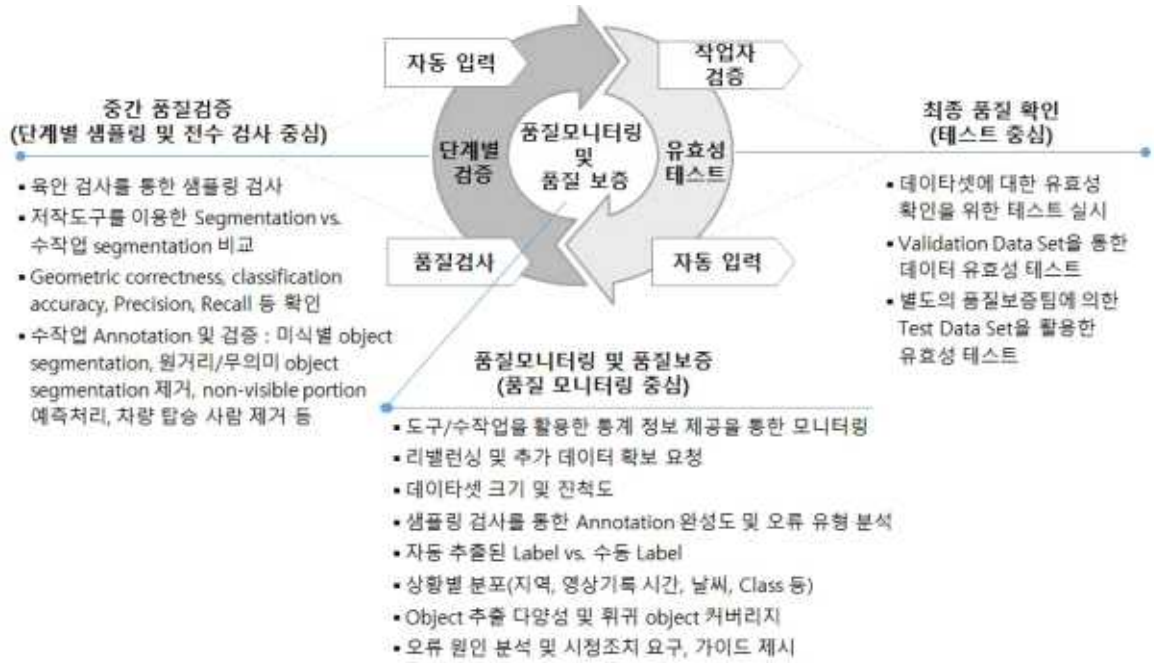 자동 입력
작업자
검증
중간 품질검증
(단계별 샘플링 및 전수 검사 중심)
최종 품질 확인
(테스트 중심)
단계별
검증
품질모니터링
및
품질 보증
유효성
테스트
▪ 육안 검사를 통한 샘플링 검사
▪ 저작도구를 이용한 Segmentation vs.
수작업 segmentation 비교
▪ Geometric correctness, classification
accuracy, Precision, Recall 등 확인
▪ 수작업 Annotation 및 검증 : 미식별 object
segmentation, 원거리/무의미 object
segmentation 제거, non-visible portion
예측처리, 차량 탑승 사람 제거 등
품질검사
자동 입력
▪ 데이타셋에 대한 유효성
확인을 위한 테스트 실시
▪ Validation Data Set을 통한
데이터 유효성 테스트
▪ 별도의 품질보증팀에 의한
Test Data Set을 활용한
유효성 테스트
품질모니터링 및 품질보증
(품질 모니터링 중심)
▪ 도구/수작업을 활용한 통계 정보 제공을 통한 모니터링
▪ 리밸런싱 및 추가 데이터 확보 요청
▪ 데이타셋 크기 및 진척도
▪ 샘플링 검사를 통한 Annotation 완성도 및 오류 유형 분석
▪ 자동 추출된 Label vs. 수동 Label
▪ 상황별 분포(지역, 영상기록 시간, 날씨, Class 등)
▪ Object 추출 다양성 및 휘귀 object 커버리지
▪ 오류 원인 분석 및 시정조치 요구, 가이드 제시